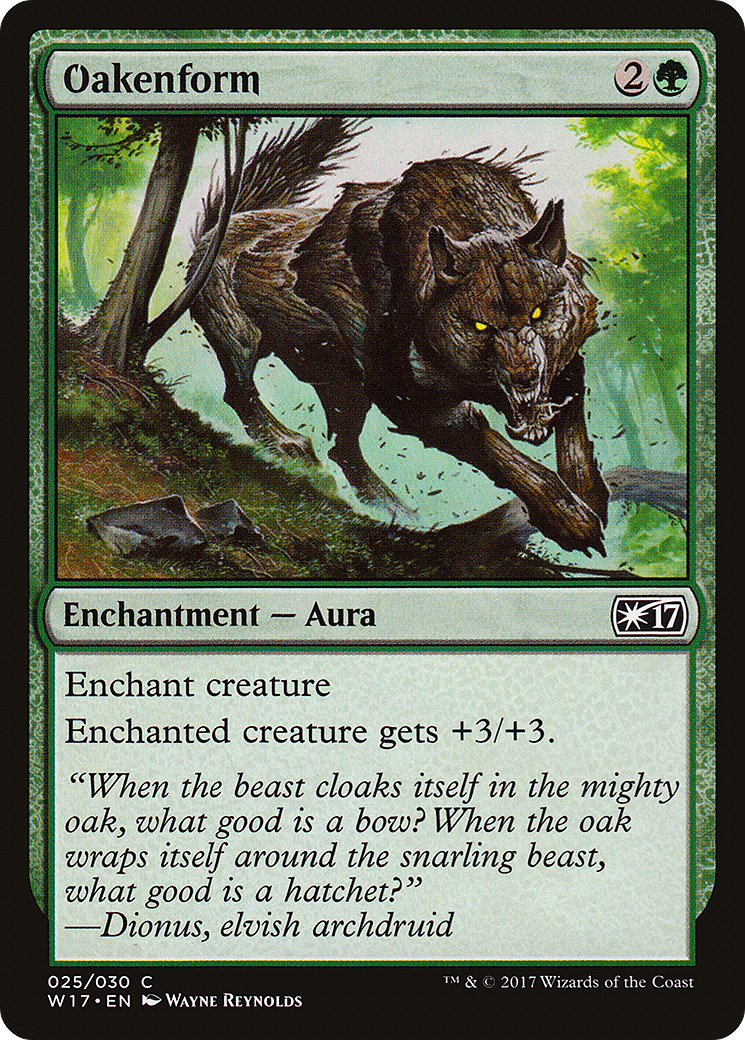 Oakenform 2
Enchantment — Aura
17
Enchant creature
Enchanted creature gets +3/+3.
“When the beast cloaks itself in the mighty
oak, what good is a bow? When the oak
wraps itself around the snarling beast,
what good is a hatchet?”
—Dionus, elvish archdruid
025/030 C
W17 • EN Wayne Reynolds
™ & © 2017 Wizards of the Coast